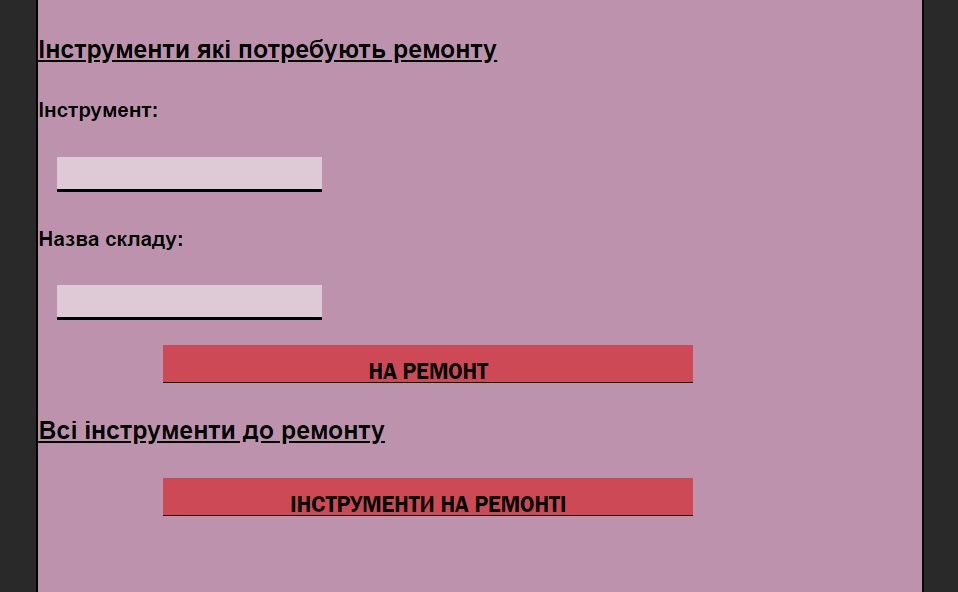 Інструменти які потребують ремонту
Інструмент:
Назва складу:
НА РЕМОНТ
Всі інструменти до ремонту
ІНСТРУМЕНТИ НА РЕМОНТІ